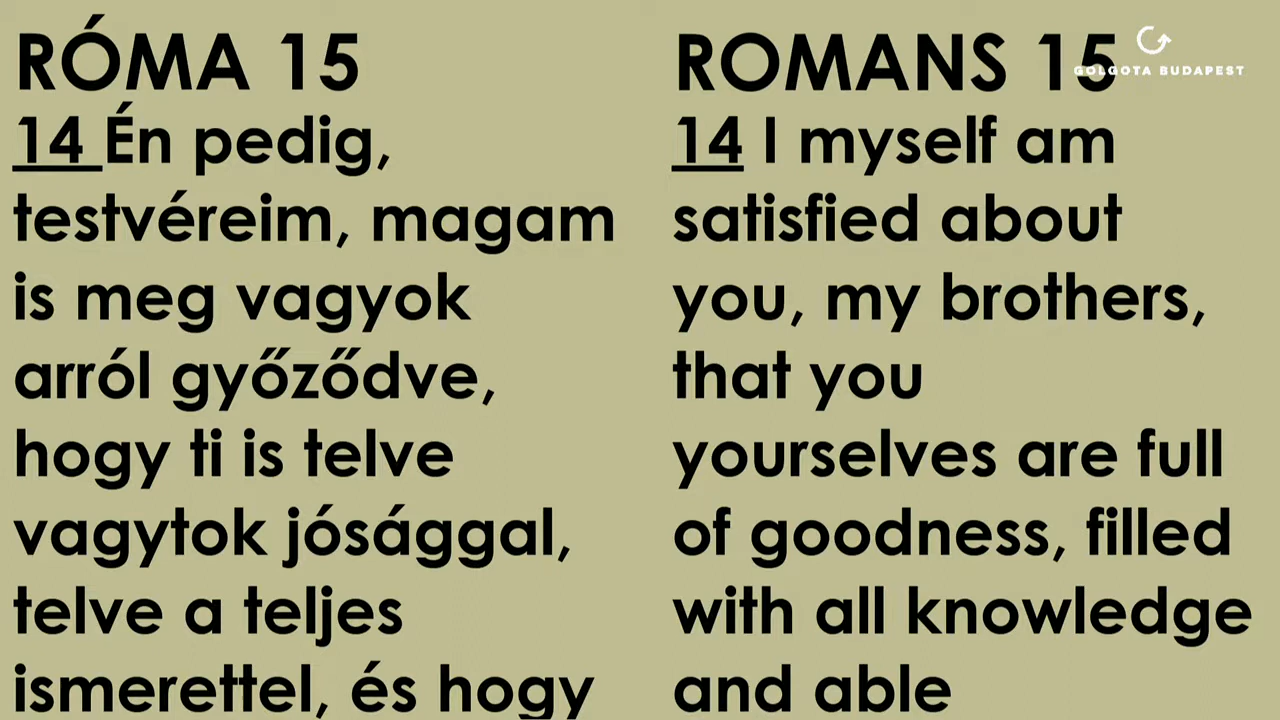 RÓMA 15
14 Én pedig,
testvéreim, magam
is meg vagyok
arról győződve,
hogy ti is telve
vagytok jósággal,
telve a teljes
ismerettel, és hogy
ROMANS 15
14 I myself am
satisfied about
you, my brothers,
that you
yourselves are full
of goodness, filled
with all knowledge
and able
GOLGOTA BUDAPEST